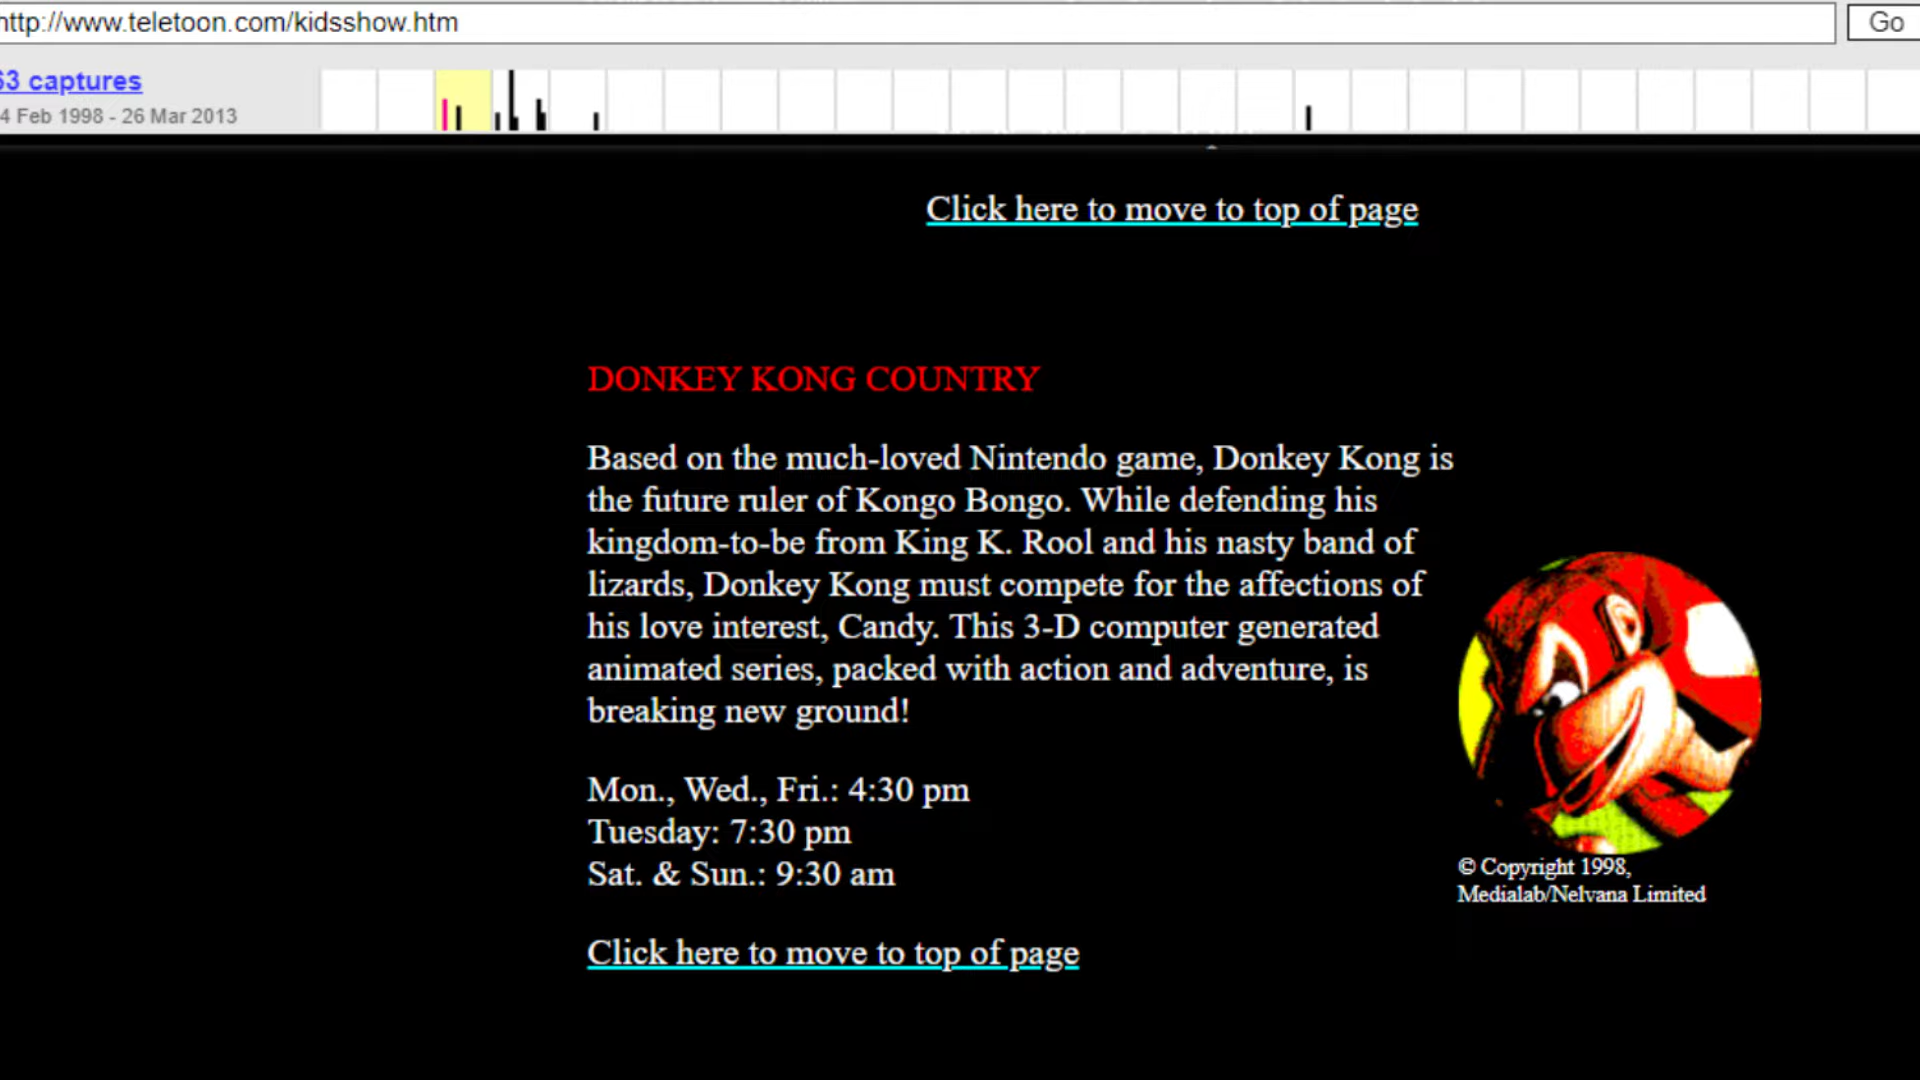 http://www.teletoon.com/kidsshow.htm
Go
63 captures
4 Feb 1998 - 26 Mar 2013
Click here to move to top of page
DONKEY KONG COUNTRY
Based on the much-loved Nintendo game, Donkey Kong is
the future ruler of Kongo Bongo. While defending his
kingdom-to-be from King K. Rool and his nasty band of
lizards, Donkey Kong must compete for the affections of
his love interest, Candy. This 3-D computer generated
animated series, packed with action and adventure, is
breaking new ground!
Mon., Wed., Fri.: 4:30 pm
Tuesday: 7:30 pm
Sat. & Sun.: 9:30 am
© Copyright 1998,
Medialab/Nelvana Limited
Click here to move to top of page